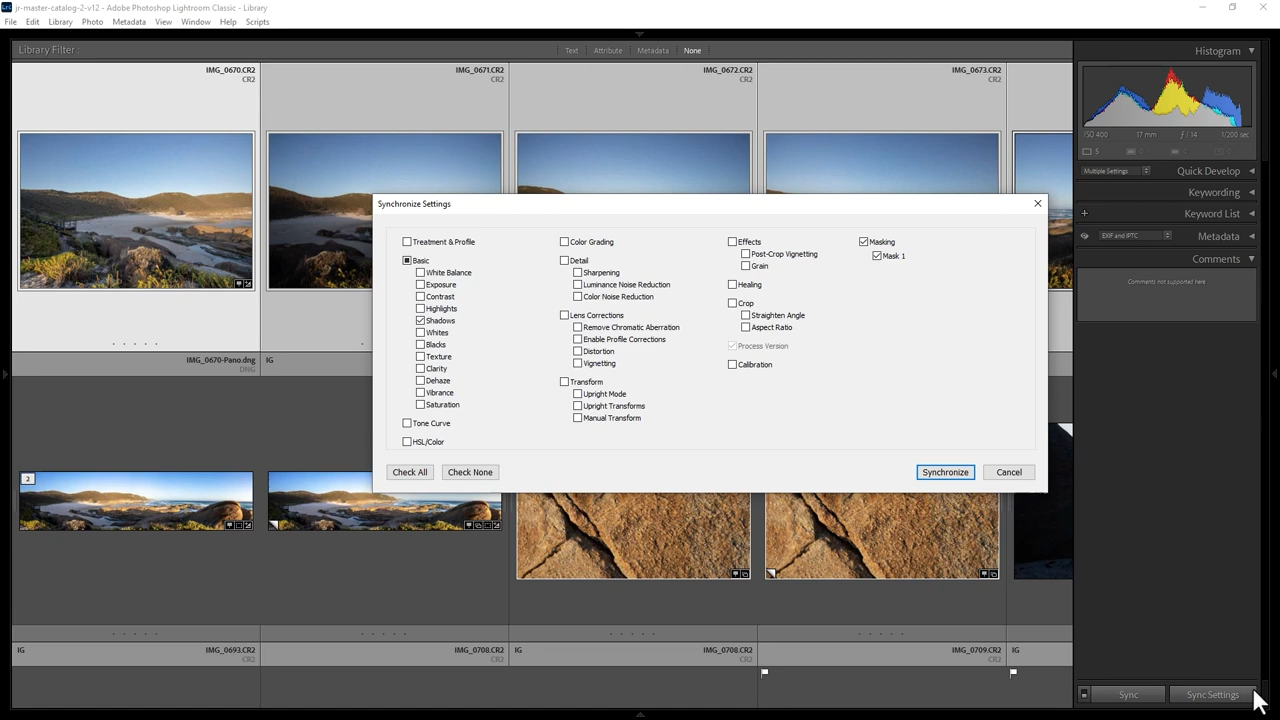 jr-master-catalog-2-v12 - Adobe Photoshop Lightroom Classic - Library
File Edit Library Photo Metadata View Window Help Scripts
Library Filter : Text Attribute Metadata None
Histogram
IMG_0670.CR2 IMG_0671.CR2 IMG_0672.CR2 IMG_0673.CR2
CR2 CR2 CR2 CR2
ISO 400 17 mm ƒ / 14 1/200 sec
5
Multiple Settings Quick Develop
Keywording
Keyword List
EXIF and IPTC Metadata
Comments
Comments not supported here
Synchronize Settings
Treatment & Profile
Basic
White Balance
Exposure
Contrast
Highlights
Shadows
Whites
Blacks
Texture
Clarity
Dehaze
Vibrance
Saturation
Tone Curve
HSL/Color
Color Grading
Detail
Sharpening
Luminance Noise Reduction
Color Noise Reduction
Lens Corrections
Remove Chromatic Aberration
Enable Profile Corrections
Distortion
Vignetting
Transform
Upright Mode
Upright Transforms
Manual Transform
Effects
Post-Crop Vignetting
Grain
Healing
Crop
Straighten Angle
Aspect Ratio
Process Version
Calibration
Masking
Mask 1
Check All Check None Synchronize Cancel
IMG_0670-Pano.dng IG
DNG
2
IG IMG_0693.CR2 IMG_0708.CR2 IG IMG_0708.CR2 IMG_0709.CR2 IG
CR2 CR2 CR2 CR2
Sync Sync Settings